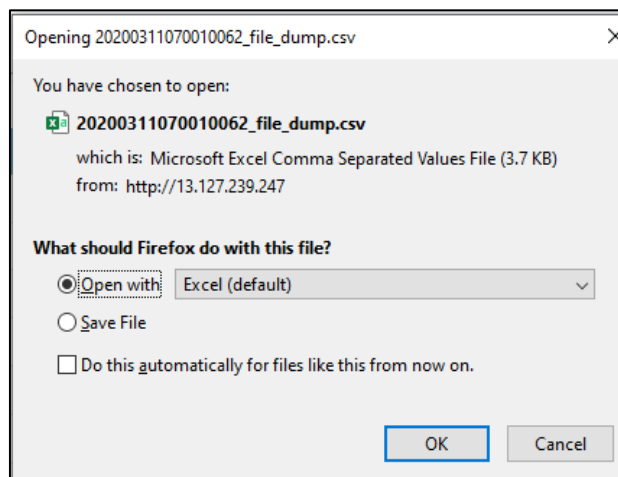 Opening 20200311070010062_file_dump.csv
You have chosen to open:
20200311070010062_file_dump.csv
which is: Microsoft Excel Comma Separated Values File (3.7 KB)
from: http://13.127.239.247
What should Firefox do with this file?
Open with Excel (default)
Save File
Do this automatically for files like this from now on.
OK Cancel